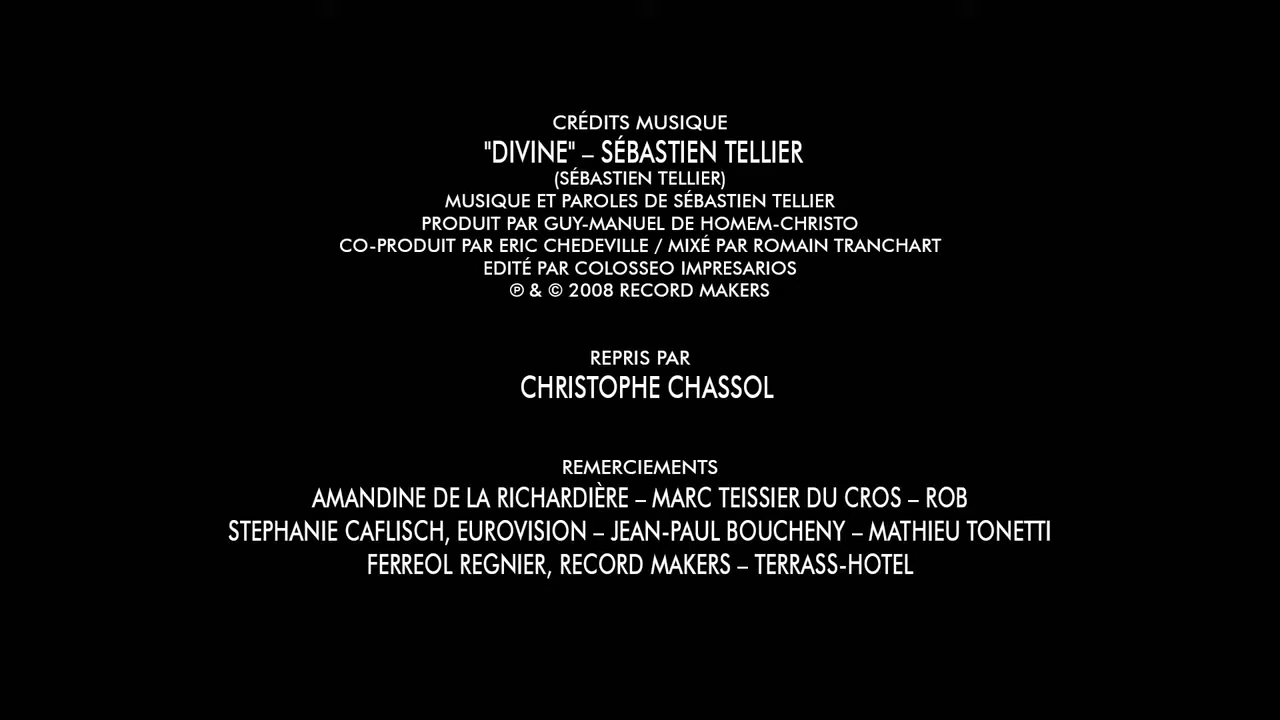 CRÉDITS MUSIQUE
"DIVINE" – SÉBASTIEN TELLIER
(SÉBASTIEN TELLIER)
MUSIQUE ET PAROLES DE SÉBASTIEN TELLIER
PRODUIT PAR GUY-MANUEL DE HOMEM-CHRISTO
CO-PRODUIT PAR ERIC CHEDEVILLE / MIXÉ PAR ROMAIN TRANCHART
EDITÉ PAR COLOSSEO IMPRESARIOS
℗ & © 2008 RECORD MAKERS
REPRIS PAR
CHRISTOPHE CHASSOL
REMERCIEMENTS
AMANDINE DE LA RICHARDIÈRE – MARC TEISSIER DU CROS – ROB
STEPHANIE CAFLISCH, EUROVISION – JEAN-PAUL BOUCHENY – MATHIEU TONETTI
FERREOL REGNIER, RECORD MAKERS – TERRASS-HOTEL